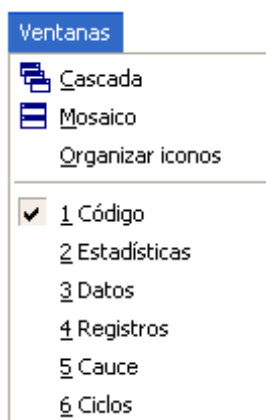 Ventanas
Cascada
Mosaico
Organizar iconos
1 Código
2 Estadísticas
3 Datos
4 Registros
5 Cauce
6 Ciclos